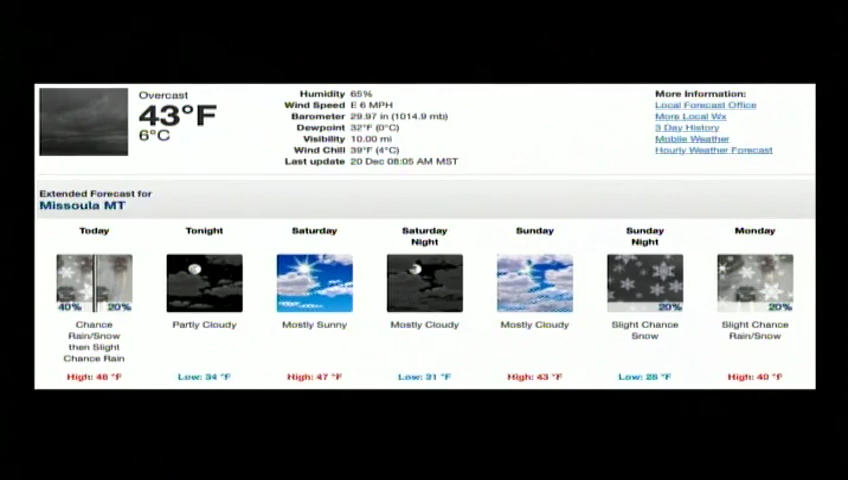 Overcast
43°F
6°C
Humidity 65%
Wind Speed E 6 MPH
Barometer 29.97 in (1014.9 mb)
Dewpoint 32°F (0°C)
Visibility 10.00 mi
Wind Chill 39°F (4°C)
Last update 20 Dec 08:05 AM MST
More Information:
Local Forecast Office
More Local Wx
3 Day History
Mobile Weather
Hourly Weather Forecast
Extended Forecast for
Missoula MT
Today
40% 20%
Chance
Rain/Snow
then Slight
Chance Rain
High: 46 °F
Tonight
Partly Cloudy
Low: 34 °F
Saturday
Mostly Sunny
High: 47 °F
Saturday
Night
Mostly Cloudy
Low: 31 °F
Sunday
Mostly Cloudy
High: 43 °F
Sunday
Night
20%
Slight Chance
Snow
Low: 28 °F
Monday
20%
Slight Chance
Rain/Snow
High: 40 °F